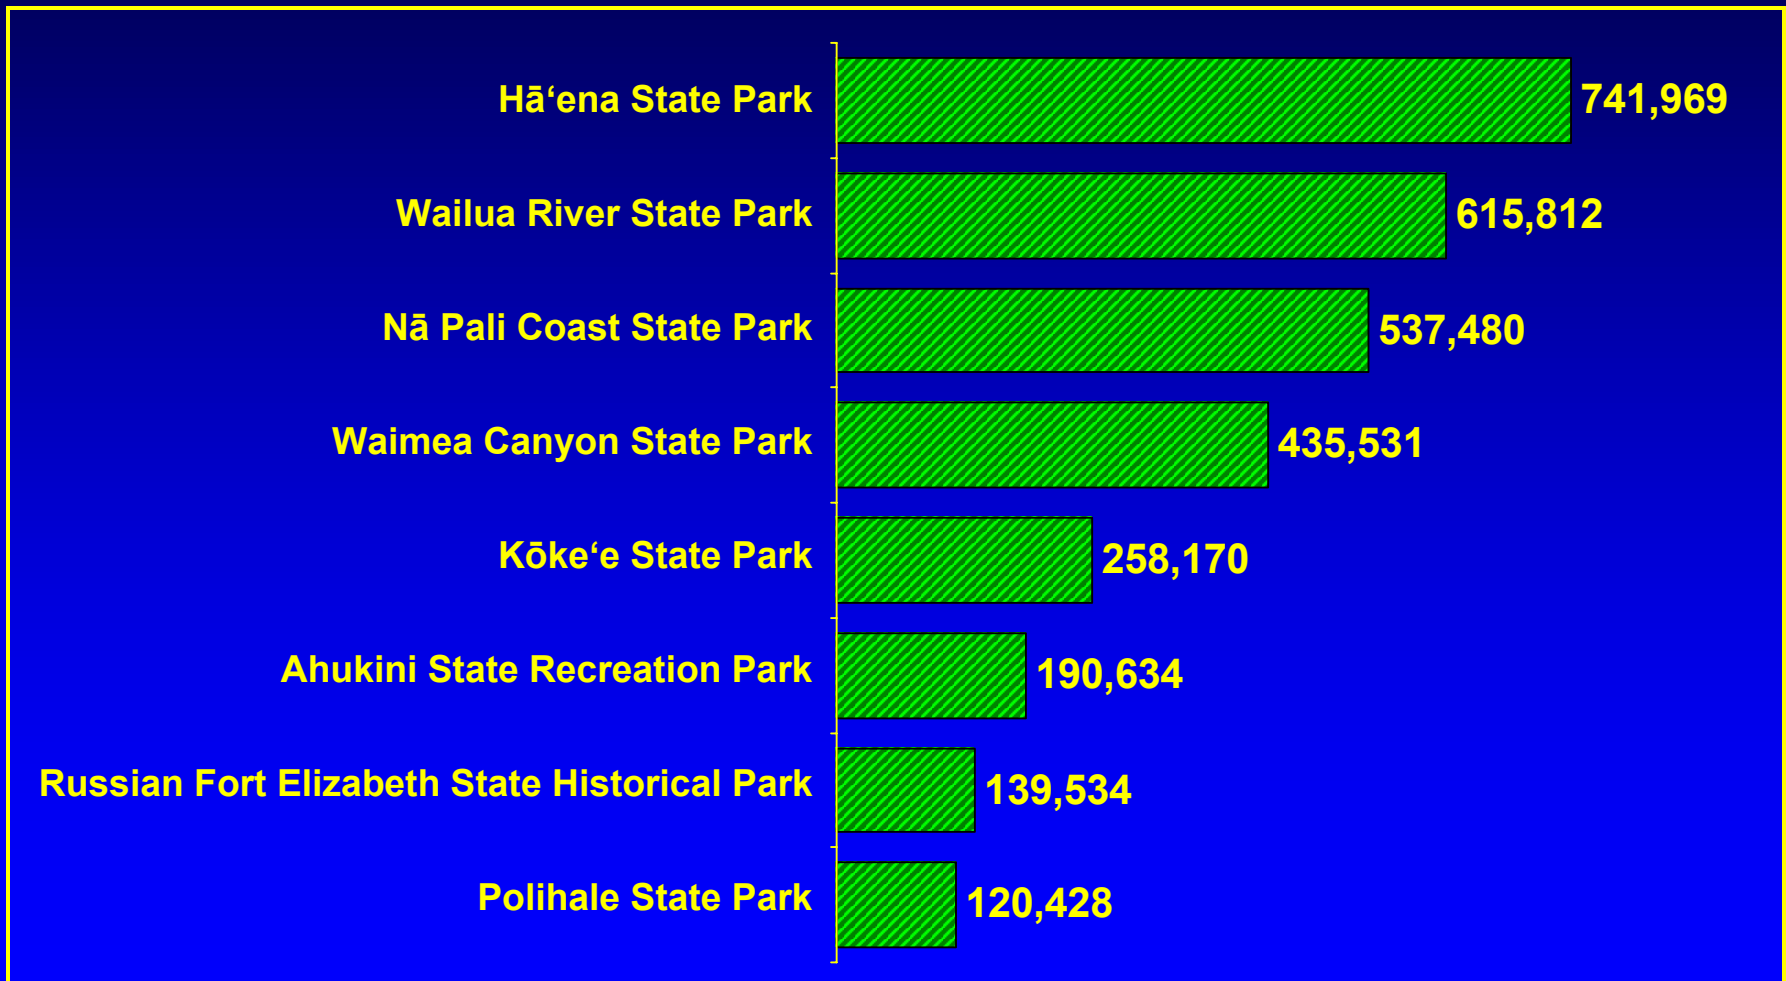 Hā‘ena State Park 741,969
Wailua River State Park 615,812
Nā Pali Coast State Park 537,480
Waimea Canyon State Park 435,531
Kōke‘e State Park 258,170
Ahukini State Recreation Park 190,634
Russian Fort Elizabeth State Historical Park 139,534
Polihale State Park 120,428